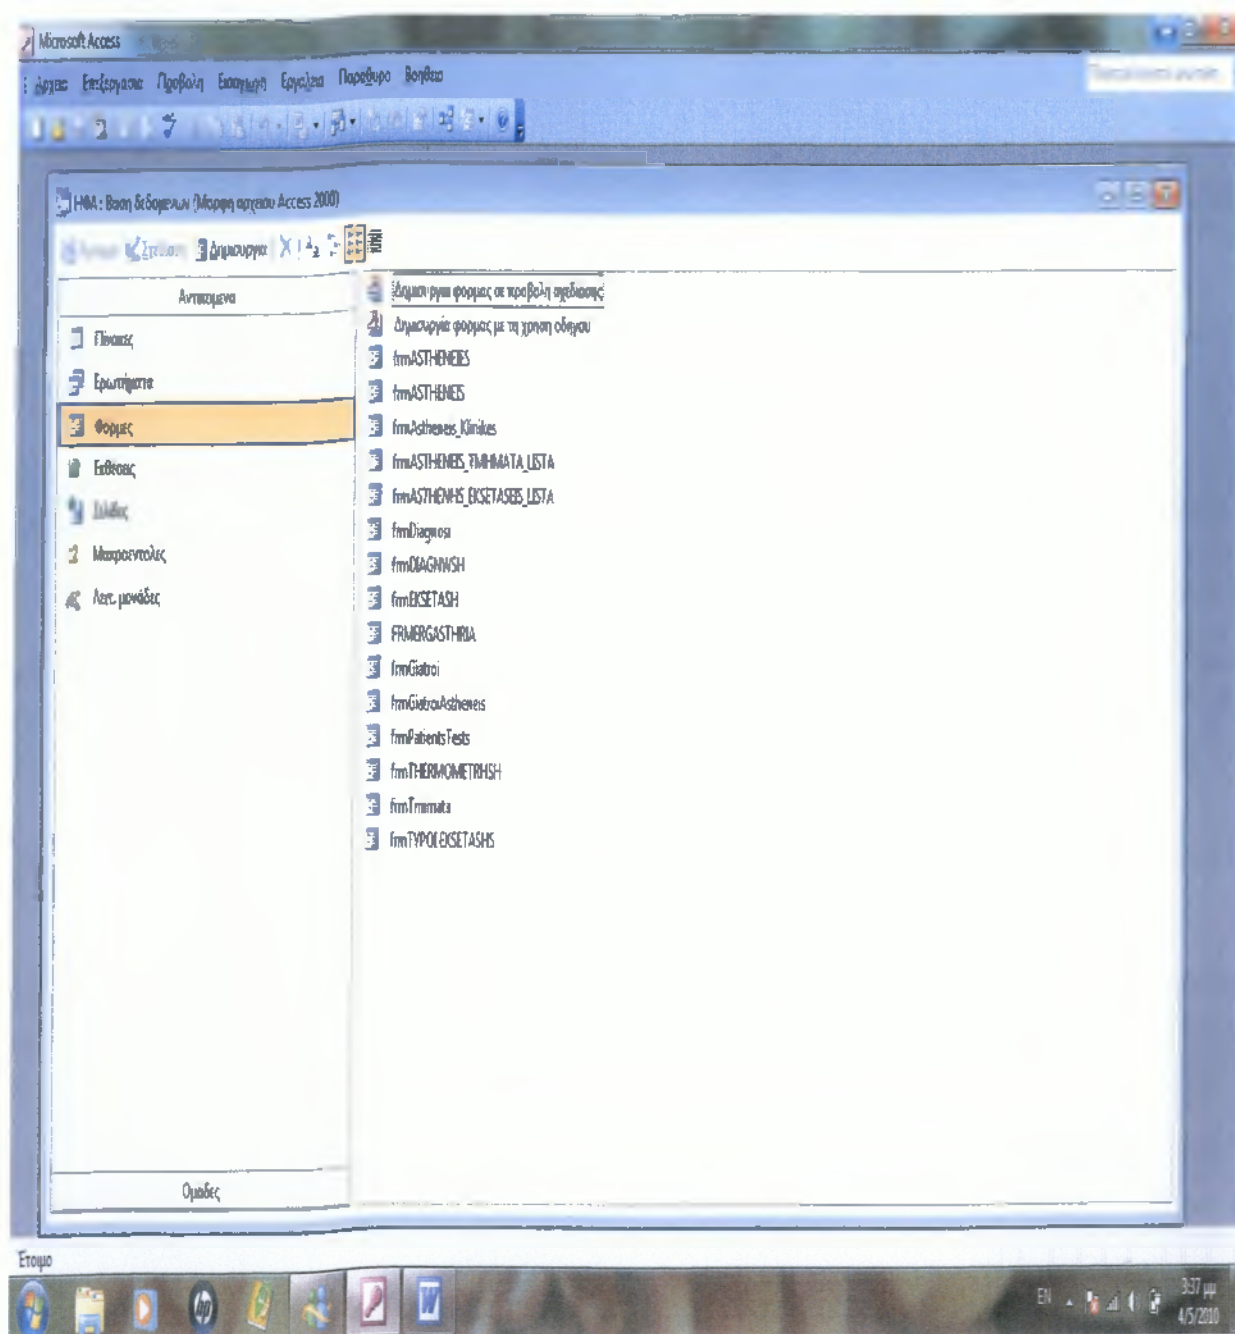 Microsoft Access
Αρχείο Επεξεργασία Προβολή Εισαγωγή Εργαλεία Παράθυρο Βοήθεια
ΗΦΑ : Βάση δεδομένων (Μορφή αρχείου Access 2000)
Δημιουργία
Αντικείμενα
Πίνακες
Ερωτήματα
Φόρμες
Εκθέσεις
Σελίδες
Μακροεντολές
Λειτ. μονάδες
Ομάδες
Δημιουργία φόρμας σε προβολή σχεδίασης
Δημιουργία φόρμας με τη χρήση οδηγού
frmASTHENEIES
frmASTHENEIS
frmAstheneis_Klinikes
frmASTHENEIS_TMHMATA_LISTA
frmASTHENHS_EKSETASEIS_LISTA
frmDiagnosi
frmDIAGNWSH
frmEKSETASH
FRMERGASTHRIA
frmGiatroi
frmGiatroiAstheneis
frmPatientsTests
frmTHERMOMETRHSH
frmTmimata
frmTYPOI_EKSETASHS
Έτοιμο
EN
3:37 μμ
4/5/2010